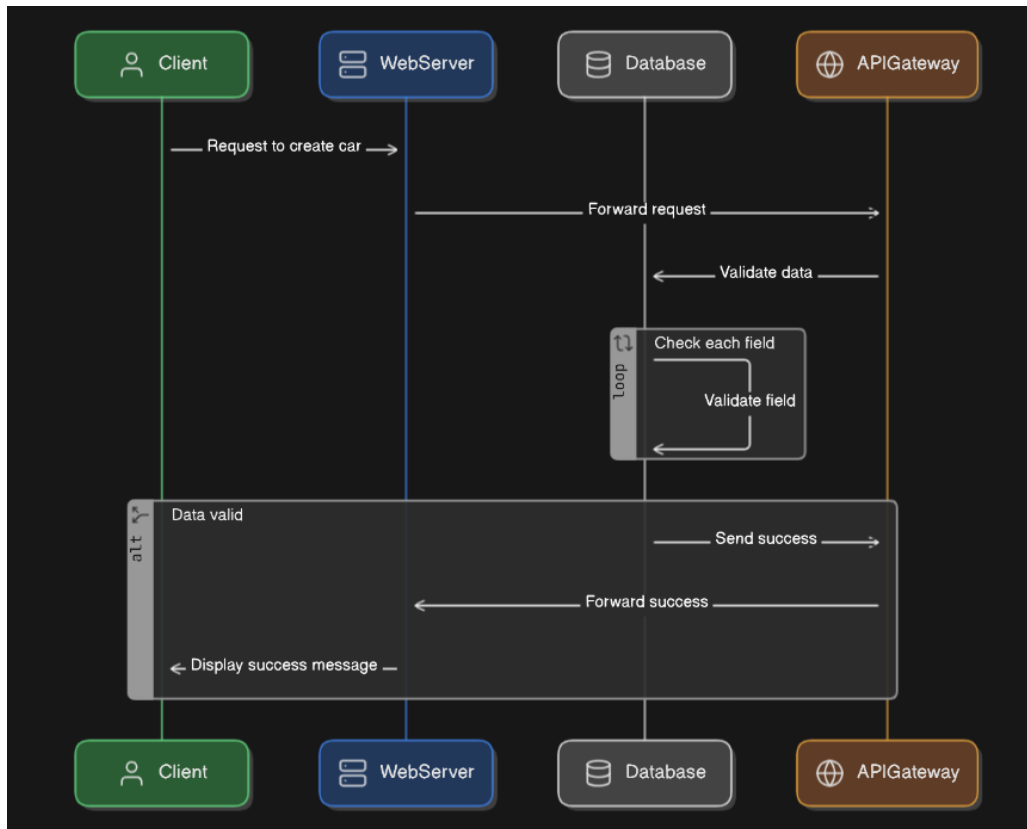 Client
WebServer
Database
APIGateway
Request to create car
Forward request
Validate data
loop
Check each field
Validate field
alt
Data valid
Send success
Forward success
Display success message
Client
WebServer
Database
APIGateway